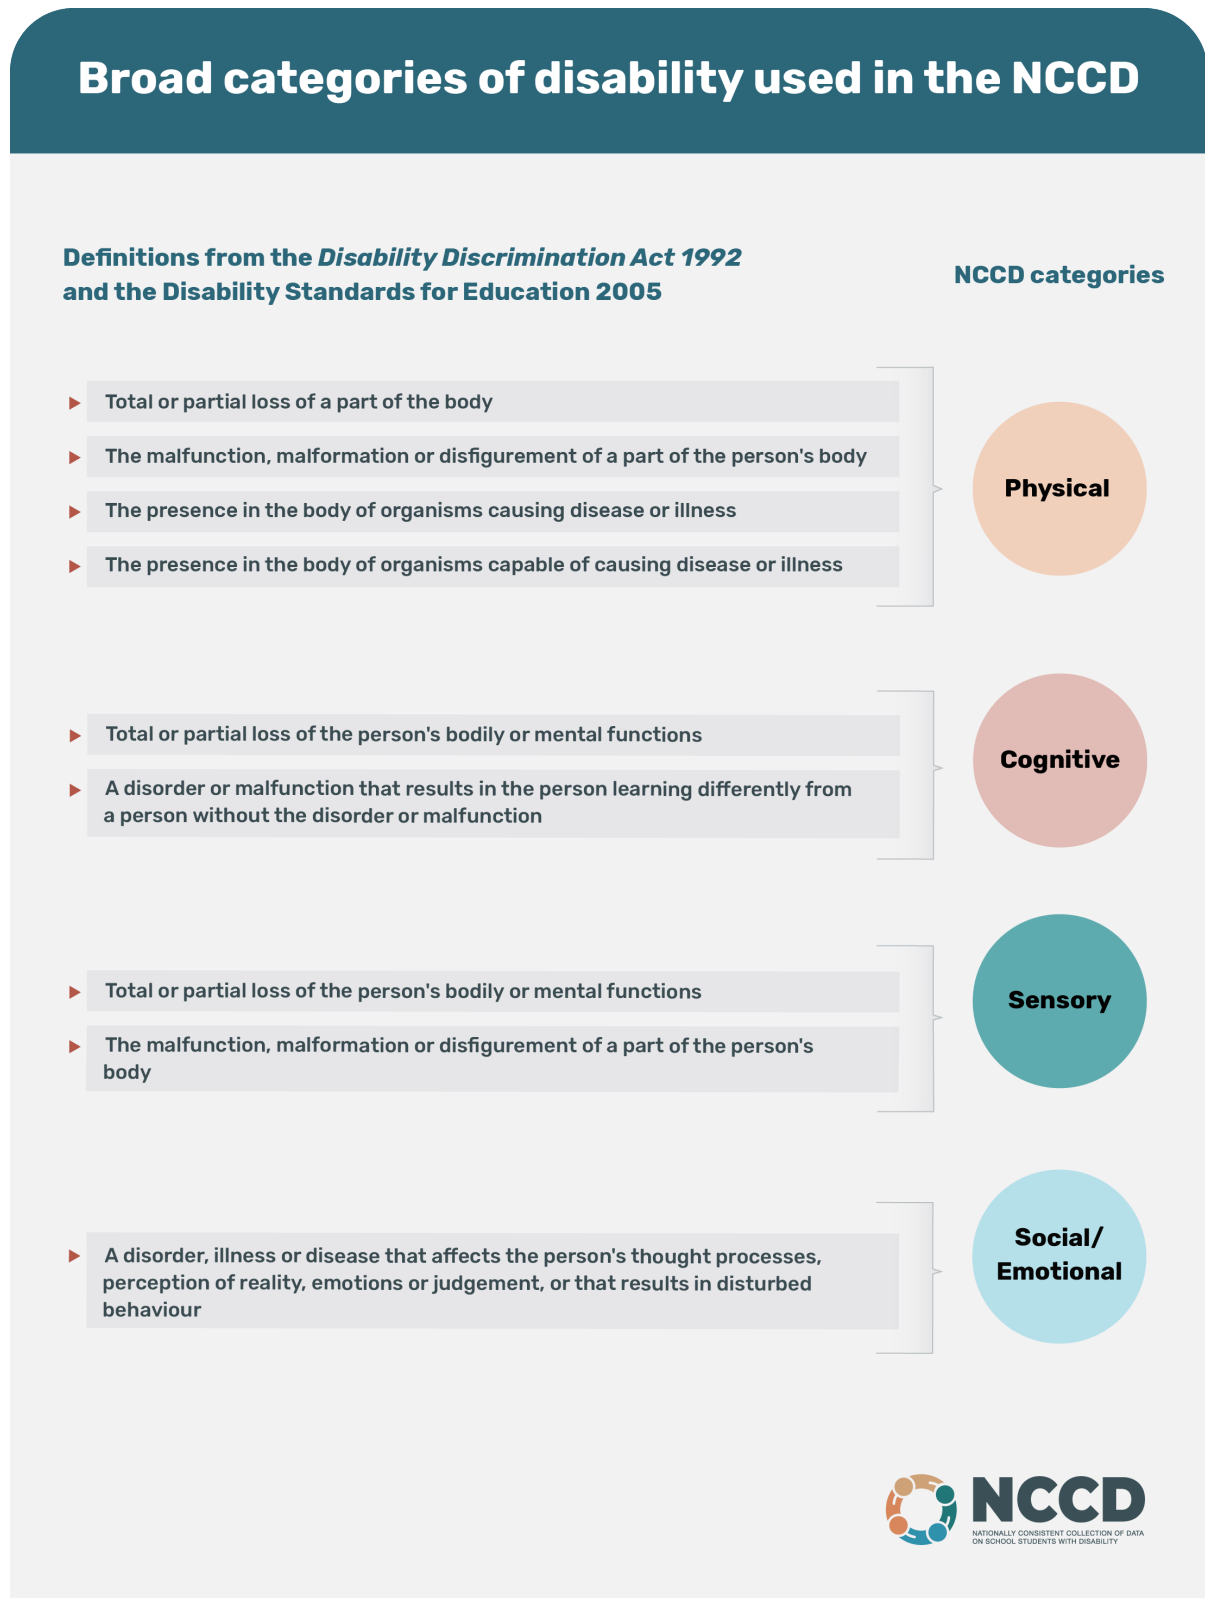 Broad categories of disability used in the NCCD
Definitions from the Disability Discrimination Act 1992
and the Disability Standards for Education 2005
NCCD categories
Total or partial loss of a part of the body
The malfunction, malformation or disfigurement of a part of the person's body
The presence in the body of organisms causing disease or illness
The presence in the body of organisms capable of causing disease or illness
Physical
Total or partial loss of the person's bodily or mental functions
A disorder or malfunction that results in the person learning differently from
a person without the disorder or malfunction
Cognitive
Total or partial loss of the person's bodily or mental functions
The malfunction, malformation or disfigurement of a part of the person's
body
Sensory
A disorder, illness or disease that affects the person's thought processes,
perception of reality, emotions or judgement, or that results in disturbed
behaviour
Social/
Emotional
NCCD
NATIONALLY CONSISTENT COLLECTION OF DATA
ON SCHOOL STUDENTS WITH DISABILITY